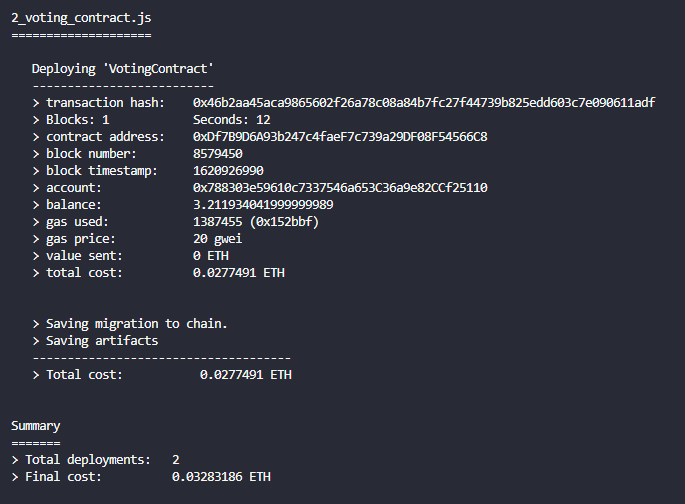 2_voting_contract.js
====================
Deploying 'VotingContract'
--------------------------
> transaction hash: 0x46b2aa45aca9865602f26a78c08a84b7fc27f44739b825edd603c7e090611adf
> Blocks: 1 Seconds: 12
> contract address: 0xDf7B9D6A93b247c4faeF7c739a29DF08F54566C8
> block number: 8579450
> block timestamp: 1620926990
> account: 0x788303e59610c7337546a653C36a9e82CCf25110
> balance: 3.211934041999999989
> gas used: 1387455 (0x152bbf)
> gas price: 20 gwei
> value sent: 0 ETH
> total cost: 0.0277491 ETH
> Saving migration to chain.
> Saving artifacts
-------------------------------------
> Total cost: 0.0277491 ETH
Summary
=======
> Total deployments: 2
> Final cost: 0.03283186 ETH